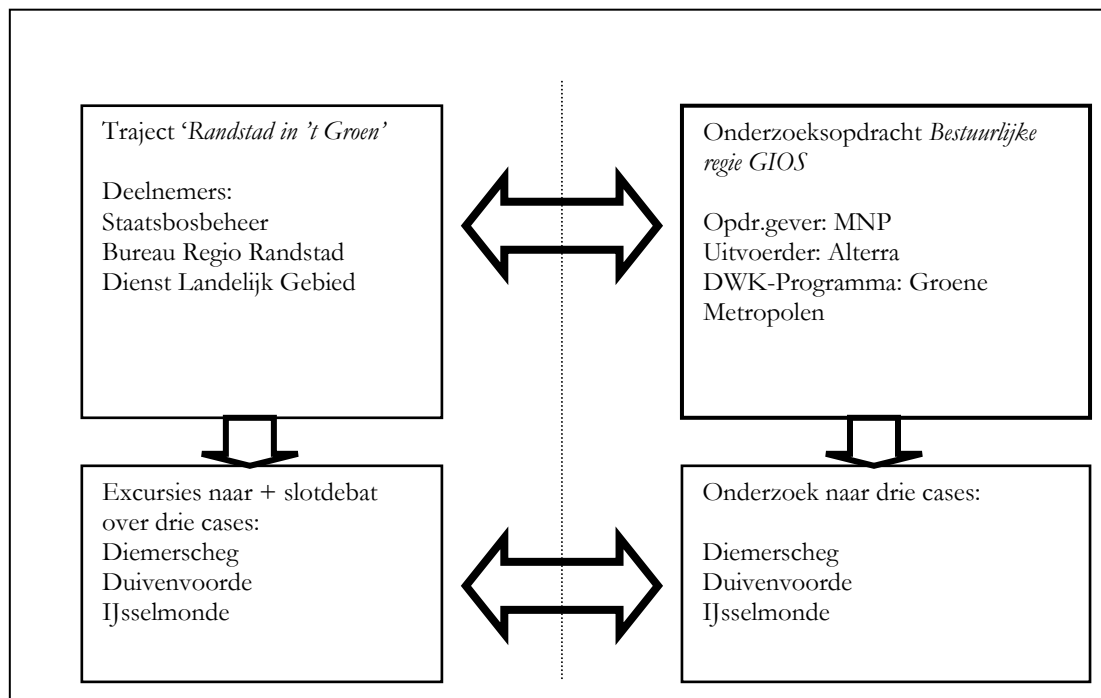 Traject ‘Randstad in ’t Groen’
Deelnemers:
Staatsbosbeheer
Bureau Regio Randstad
Dienst Landelijk Gebied
Onderzoeksopdracht Bestuurlijke
regie GIOS
Opdr.gever: MNP
Uitvoerder: Alterra
DWK-Programma: Groene
Metropolen
Excursies naar + slotdebat
over drie cases:
Diemerscheg
Duivenvoorde
IJsselmonde
Onderzoek naar drie cases:
Diemerscheg
Duivenvoorde
IJsselmonde